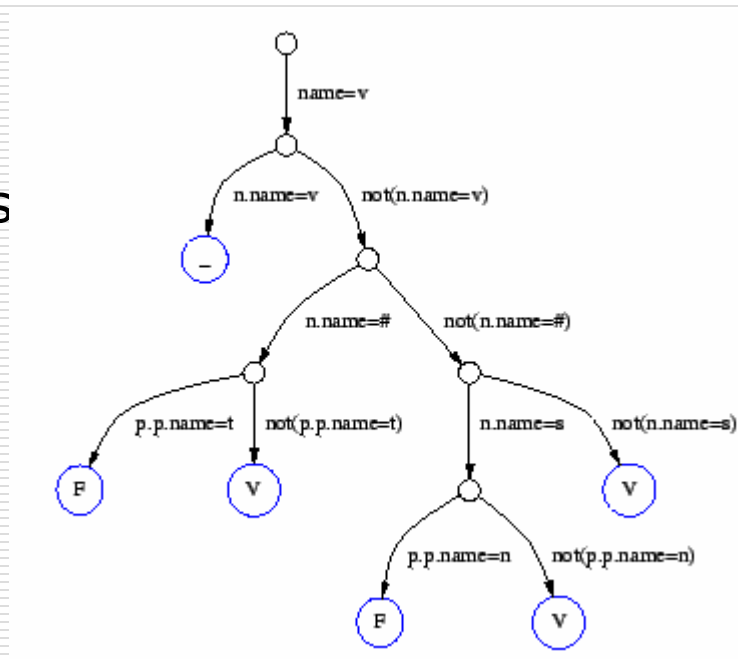 name=v
s
n.name=v not(n.name=v)
_
n.name=# not(n.name=#)
p.p.name=t not(p.p.name=t) n.name=s not(n.name=s)
F V V
p.p.name=n not(p.p.name=n)
F V